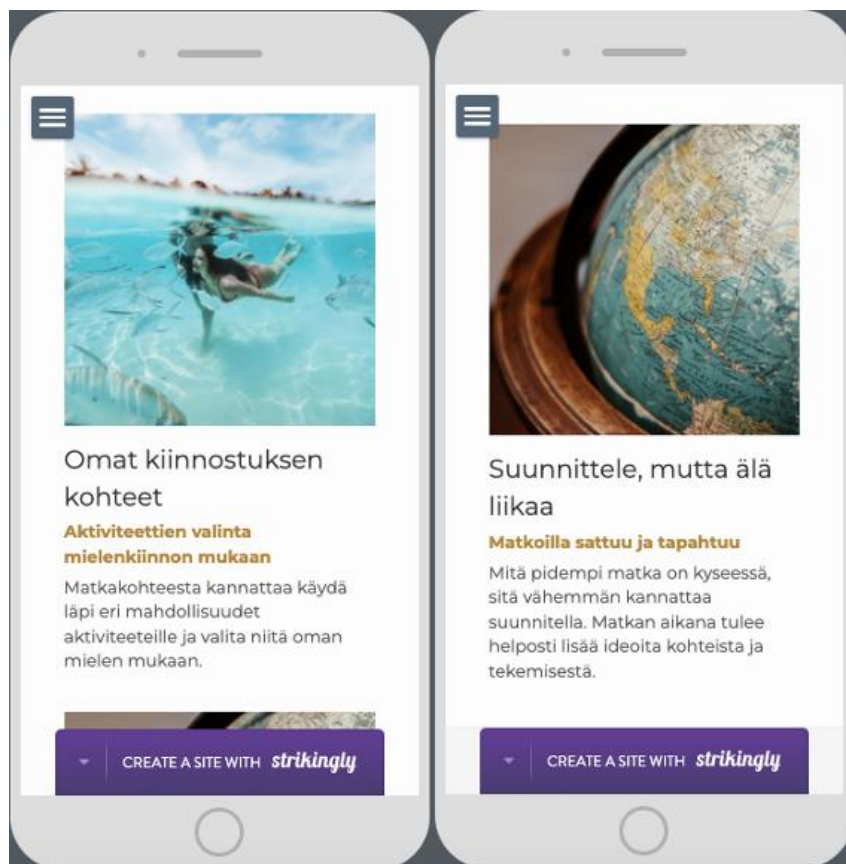 Omat kiinnostuksen
kohteet
Aktiviteettien valinta
mielenkiinnon mukaan
Matkakohteesta kannattaa käydä
läpi eri mahdollisuudet
aktiviteeteille ja valita niitä oman
mielen mukaan.
CREATE A SITE WITH strikingly
Suunnittele, mutta älä
liikaa
Matkoilla sattuu ja tapahtuu
Mitä pidempi matka on kyseessä,
sitä vähemmän kannattaa
suunnitella. Matkan aikana tulee
helposti lisää ideoita kohteista ja
tekemisestä.
CREATE A SITE WITH strikingly